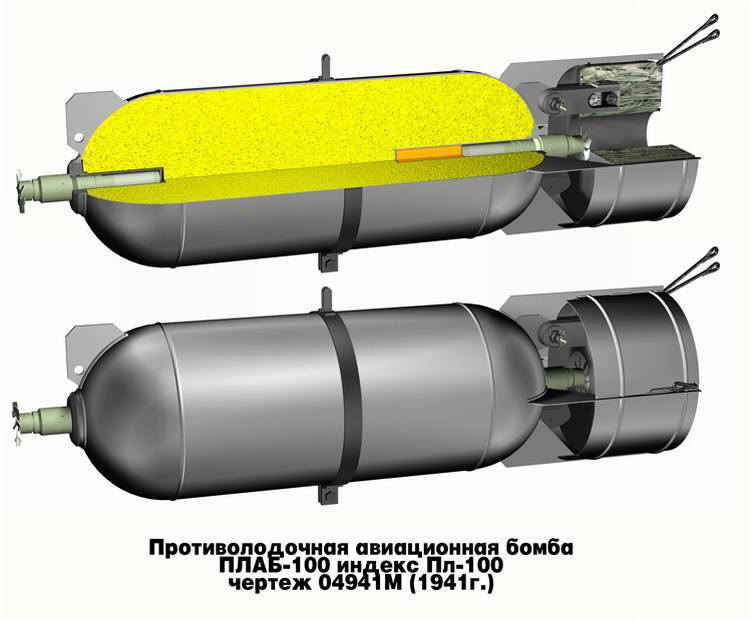 Противолодочная авиационная бомба
ПЛАБ-100 индекс Пл-100
чертеж 04941М (1941г.)